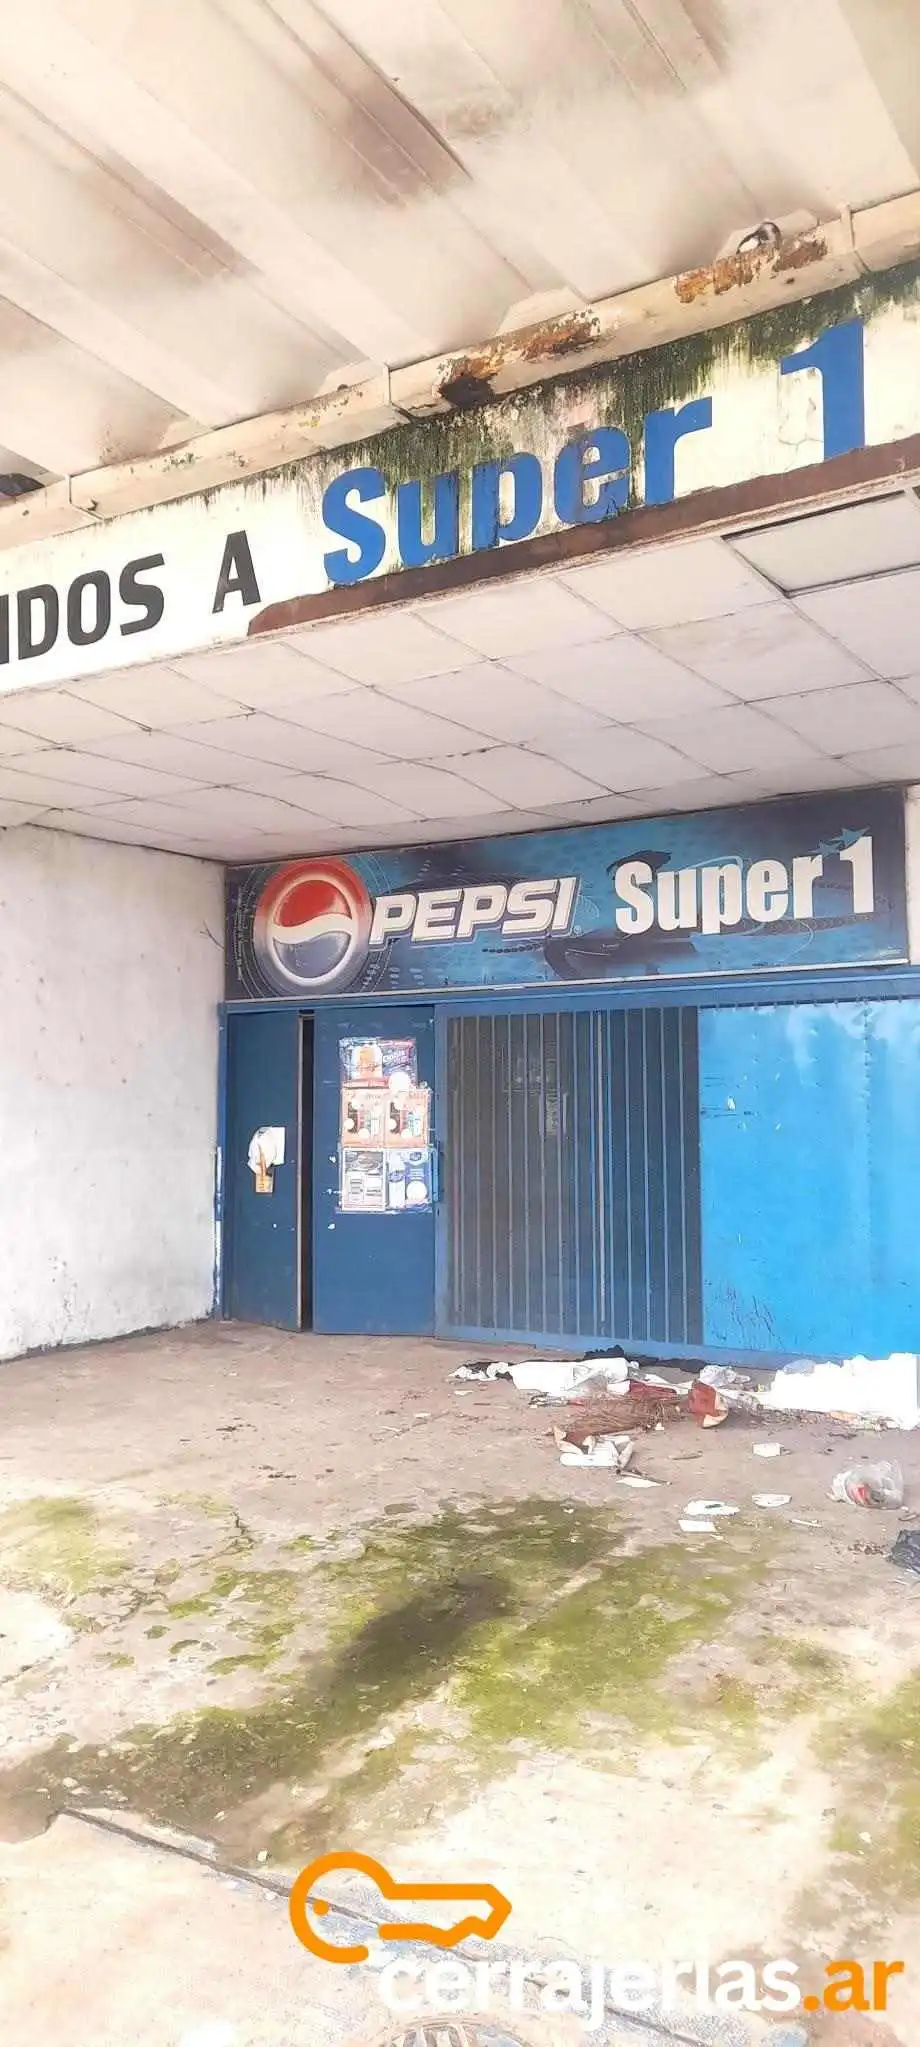 IDOS A Super 1
PEPSI Super 1
cerrajerias.ar